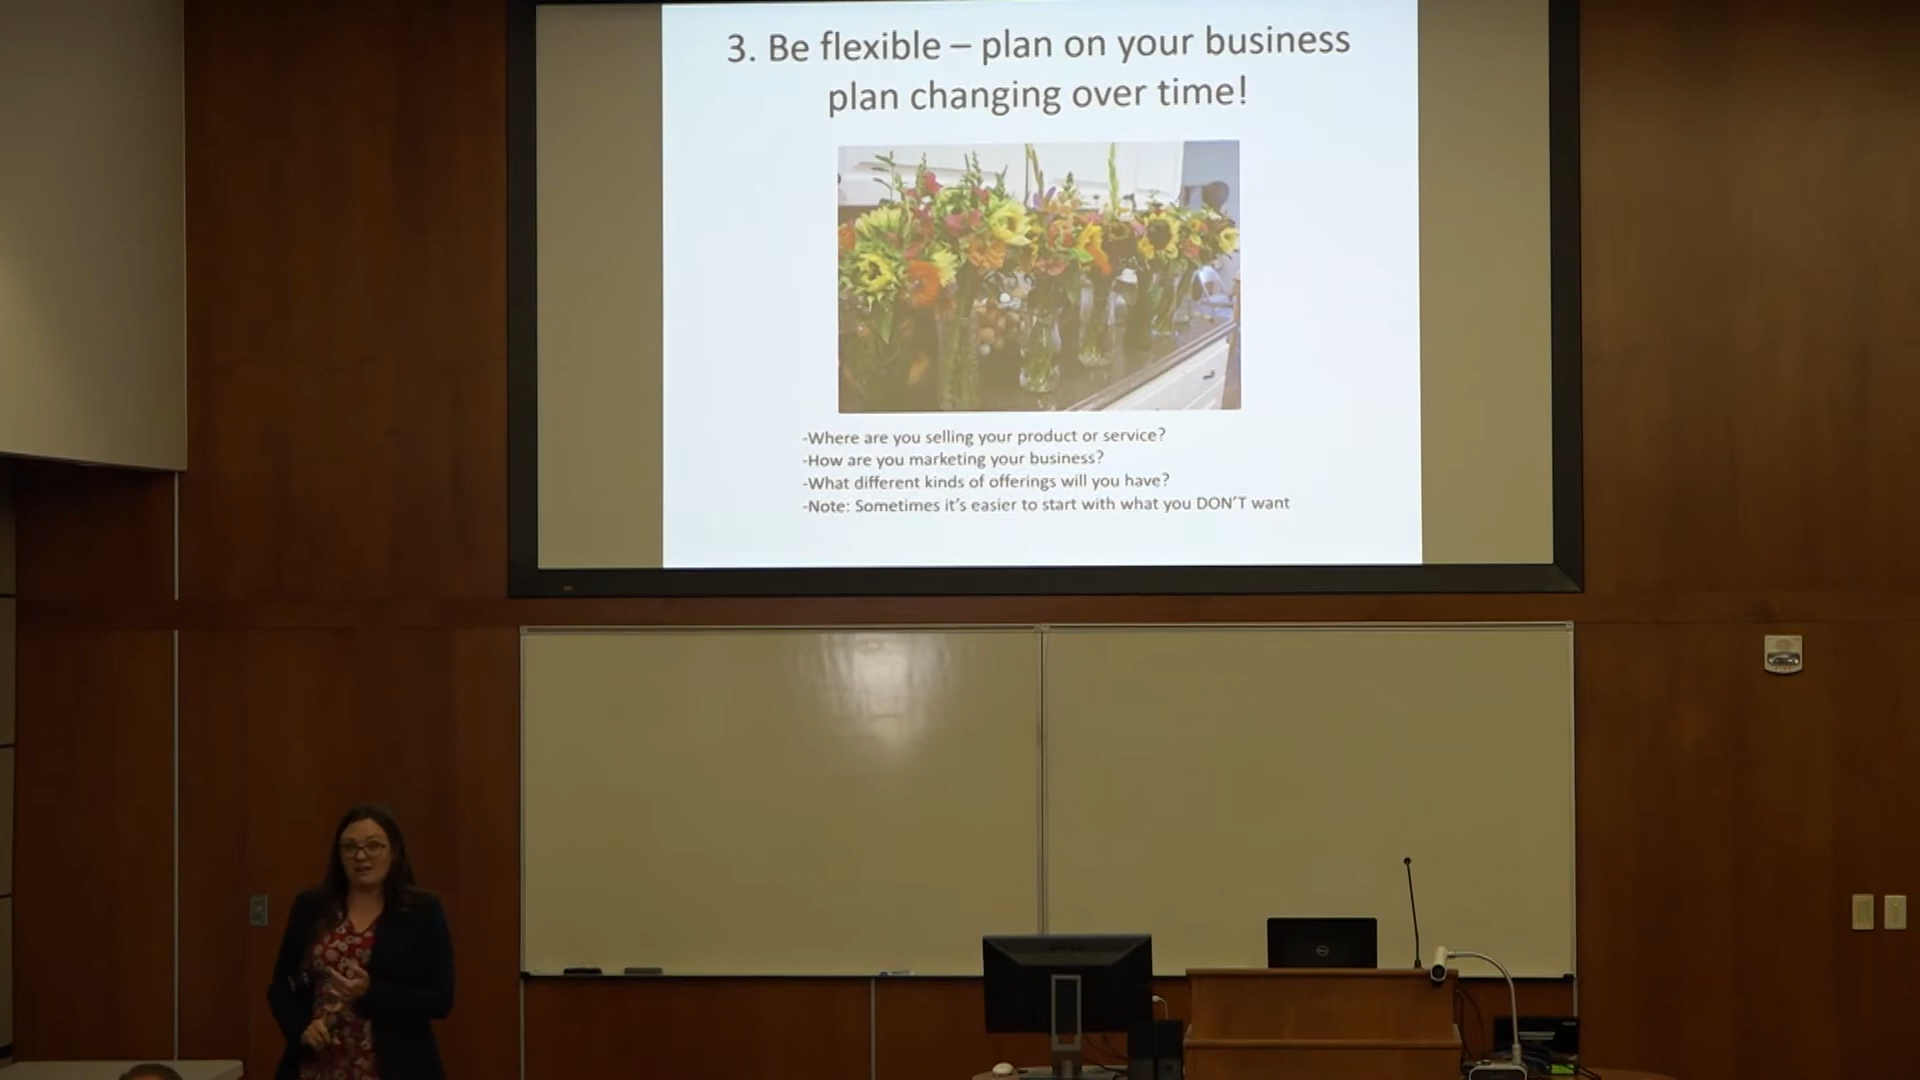 3. Be flexible – plan on your business
plan changing over time!
-Where are you selling your product or service?
-How are you marketing your business?
-What different kinds of offerings will you have?
-Note: Sometimes it's easier to start with what you DON'T want
DELL